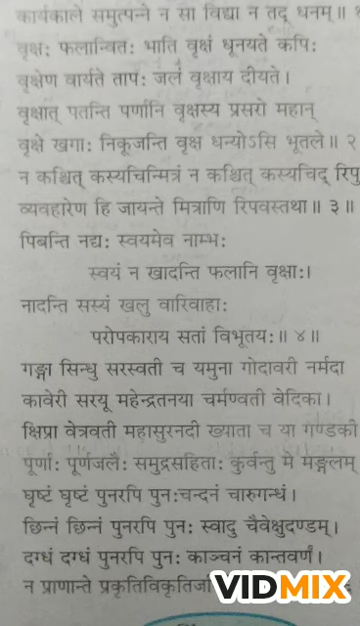 कार्यकाले समुत्पन्ने न सा विद्या न तद् धनम्॥
वृक्षः फलान्वितः भाति वृक्षं धूनयते कपिः
वृक्षेण वार्यते तापः जलं वृक्षाय दीयते।
वृक्षात् पतन्ति पर्णानि वृक्षस्य प्रसरो महान्
वृक्षे खगाः निकूजन्ति वृक्ष धन्योऽसि भूतले॥ २
न कश्चित् कस्यचिन्मित्रं न कश्चित् कस्यचिद् रिपु
व्यवहारेण हि जायन्ते मित्राणि रिपवस्तथा॥ ३॥
पिबन्ति नद्यः स्वयमेव नाम्भः
स्वयं न खादन्ति फलानि वृक्षाः।
नादन्ति सस्यं खलु वारिवाहाः
परोपकाराय सतां विभूतयः॥ ४॥
गङ्गा सिन्धु सरस्वती च यमुना गोदावरी नर्मदा
कावेरी सरयू महेन्द्रतनया चर्मण्वती वेदिका।
क्षिप्रा वेत्रवती महासुरनदी ख्याता च या गण्डकी
पूर्णाः पूर्णजलैः समुद्रसहिताः कुर्वन्तु मे मङ्गलम्
घृष्टं घृष्टं पुनरपि पुनःचन्दनं चारुगन्धं।
छिन्नं छिन्नं पुनरपि पुनः स्वादु चैवेक्षुदण्डम्।
दग्धं दग्धं पुनरपि पुनः काञ्चनं कान्तवर्णं।
न प्राणान्ते
VIDMIX